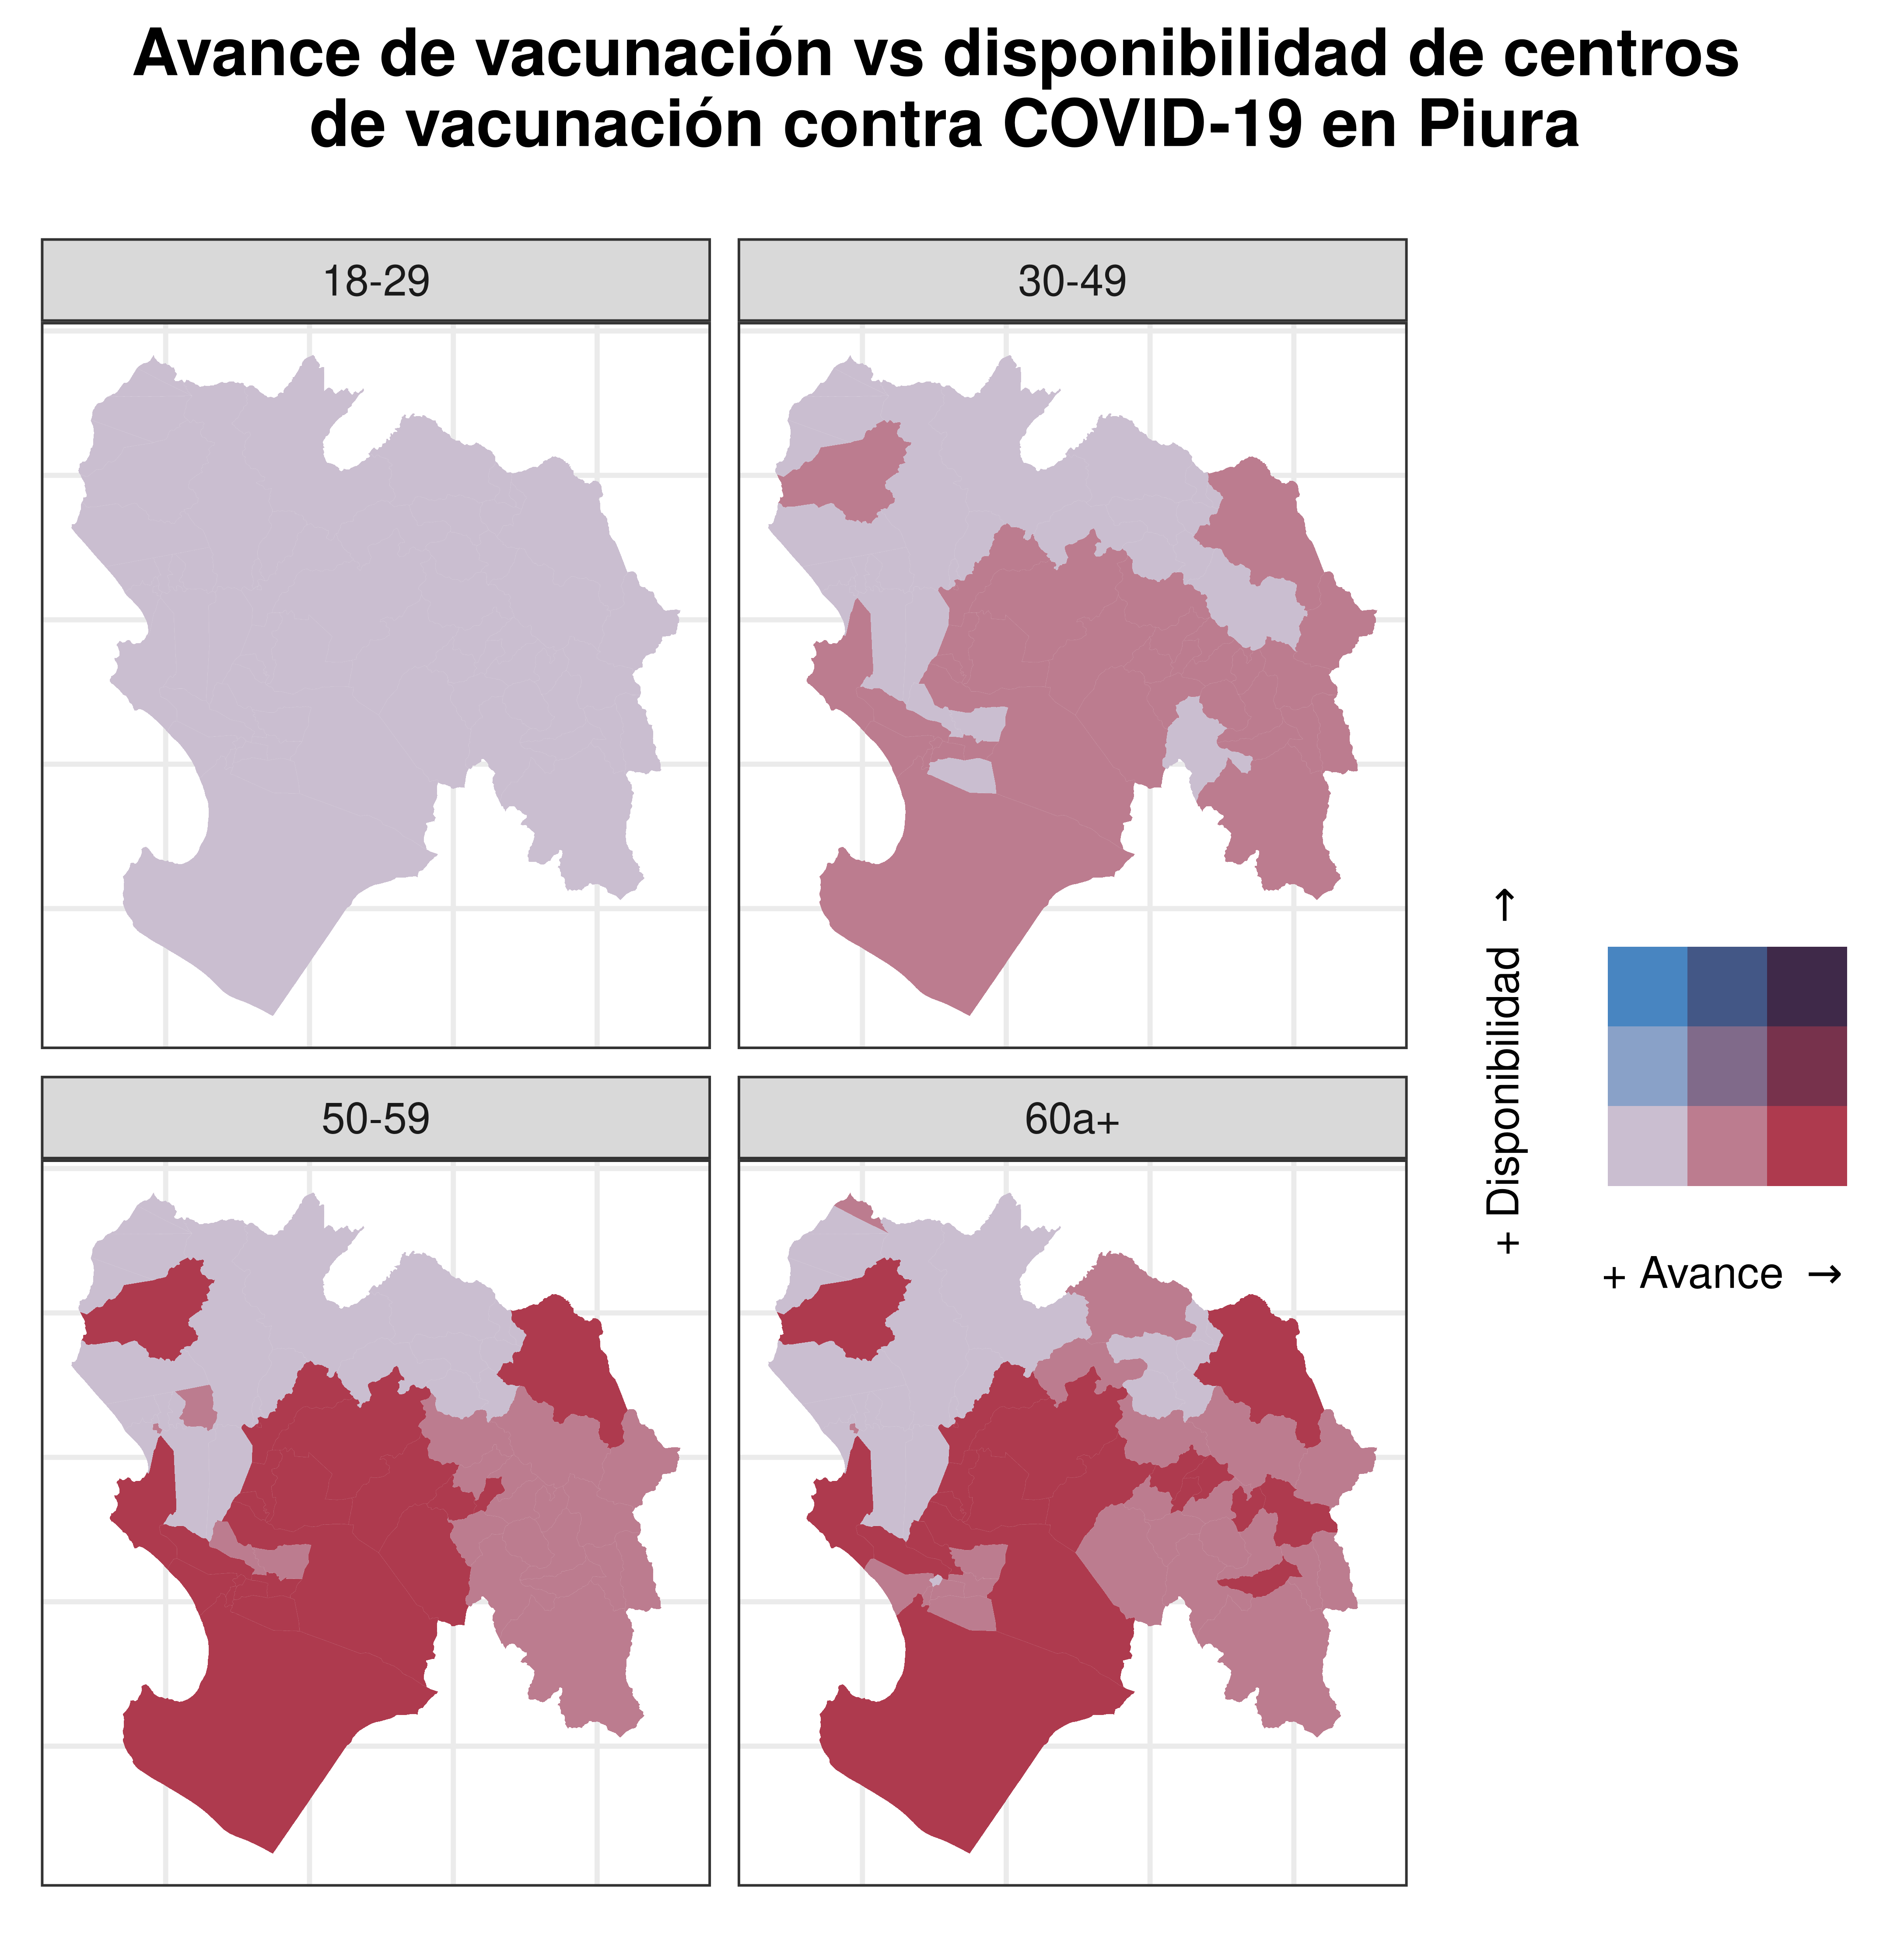 Avance de vacunación vs disponibilidad de centros
de vacunación contra COVID-19 en Piura
18-29
30-49
50-59
60a+
+ Disponibilidad →
+ Avance →